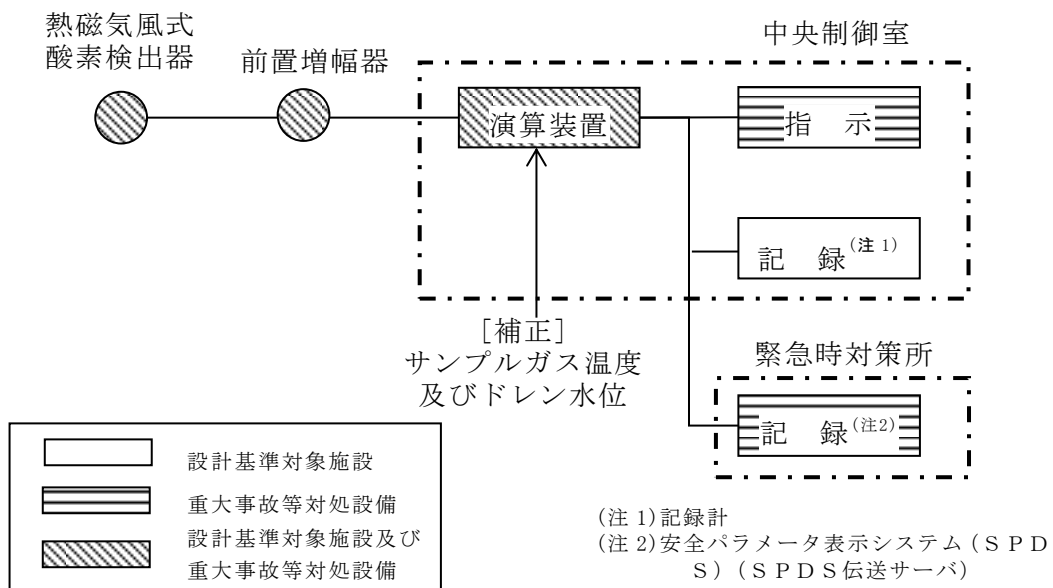 熱磁気風式
酸素検出器
前置増幅器
中央制御室
演算装置
指　示
記　録(注1)
[補正]
サンプルガス温度
及びドレン水位
緊急時対策所
記　録(注2)
設計基準対象施設
重大事故等対処設備
設計基準対象施設及び
重大事故等対処設備
(注 1)記録計
(注 2)安全パラメータ表示システム(ＳＰＤ
Ｓ)(ＳＰＤＳ伝送サーバ)